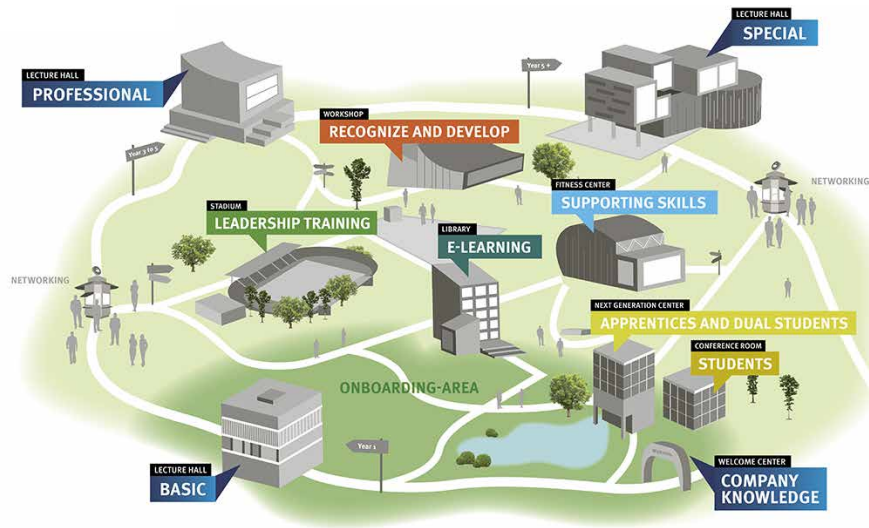 LECTURE HALL
SPECIAL
LECTURE HALL
PROFESSIONAL
Year 5 +
WORKSHOP
RECOGNIZE AND DEVELOP
Year 3 to 5
FITNESS CENTER
SUPPORTING SKILLS
NETWORKING
STADIUM
LEADERSHIP TRAINING
LIBRARY
E-LEARNING
NETWORKING
NEXT GENERATION CENTER
APPRENTICES AND DUAL STUDENTS
CONFERENCE ROOM
STUDENTS
ONBOARDING-AREA
Year 1
LECTURE HALL
BASIC
WELCOME CENTER
COMPANY
KNOWLEDGE